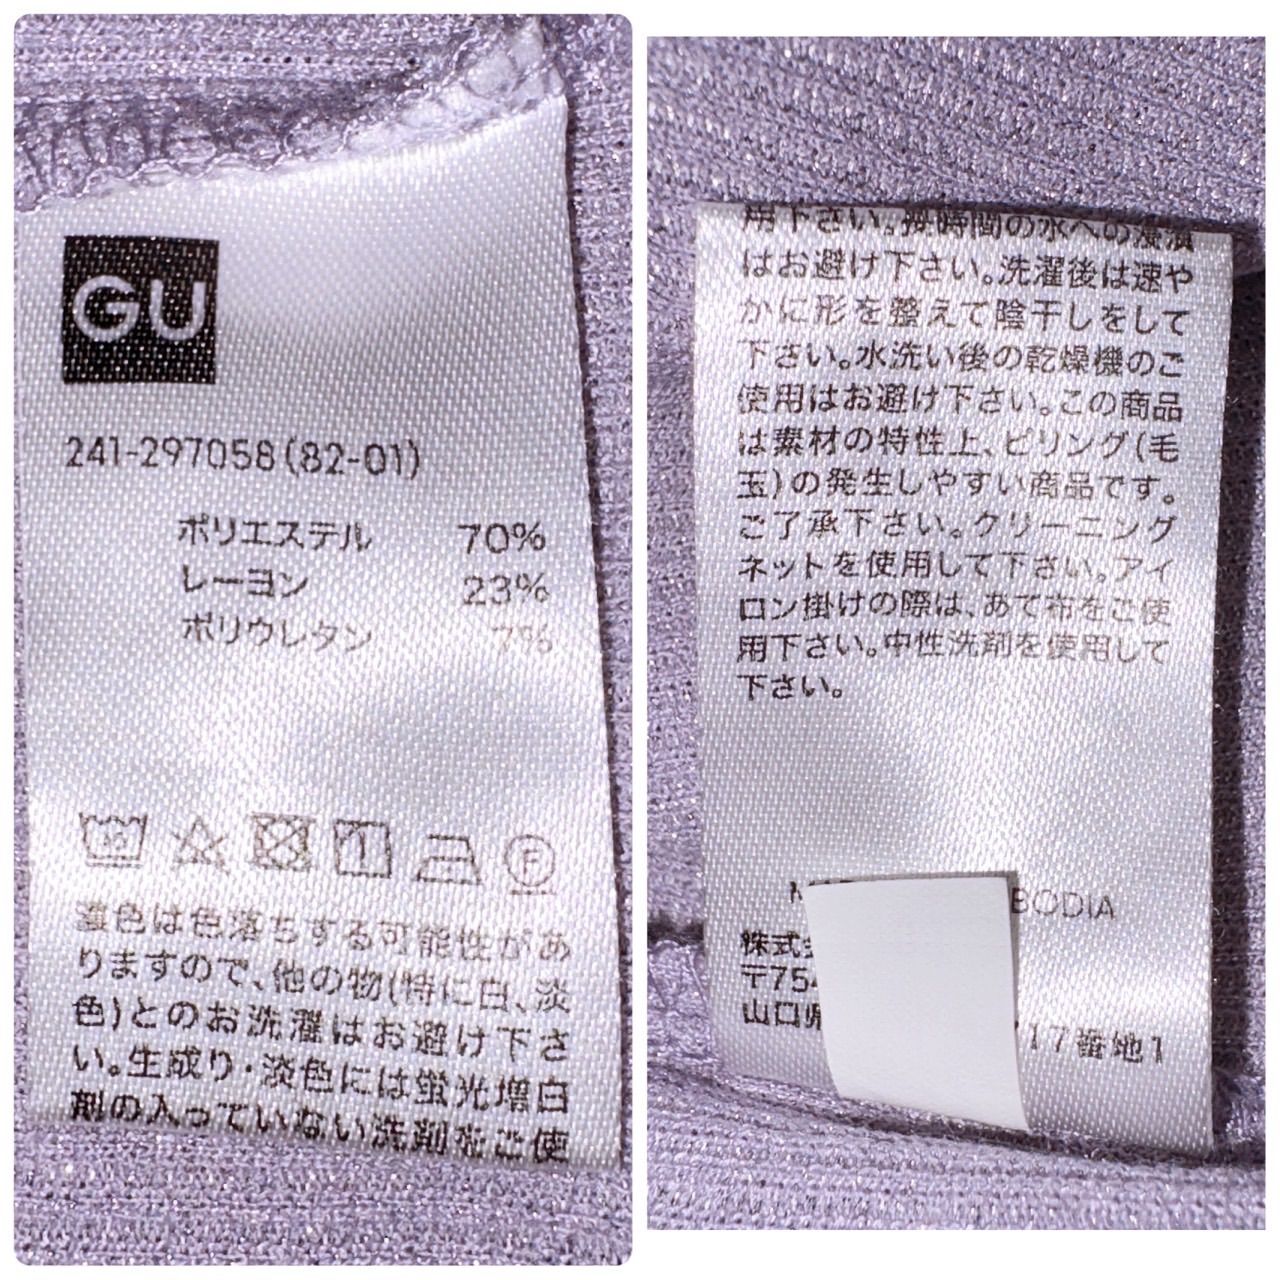 GU
241-297058(82-01)
ポリエステル 70%
レーヨン 23%
ポリウレタン 7%
濃色は色落ちする可能性があ
りますので、他の物(特に白、淡
色)とのお洗濯はお避け下さ
い。生成り・淡色には蛍光増白
剤の入っていない洗剤をご使
用下さい。長時間の水への浸漬
はお避け下さい。洗濯後は速や
かに形を整えて陰干しをして
下さい。水洗い後の乾燥機のご
使用はお避け下さい。この商品
は素材の特性上、ピリング(毛
玉)の発生しやすい商品です。
ご了承下さい。クリーニング
ネットを使用して下さい。アイ
ロン掛けの際は、あて布をご使
用下さい。中性洗剤を使用して
下さい。
BODIA
株式
〒75
山口県 717番地1